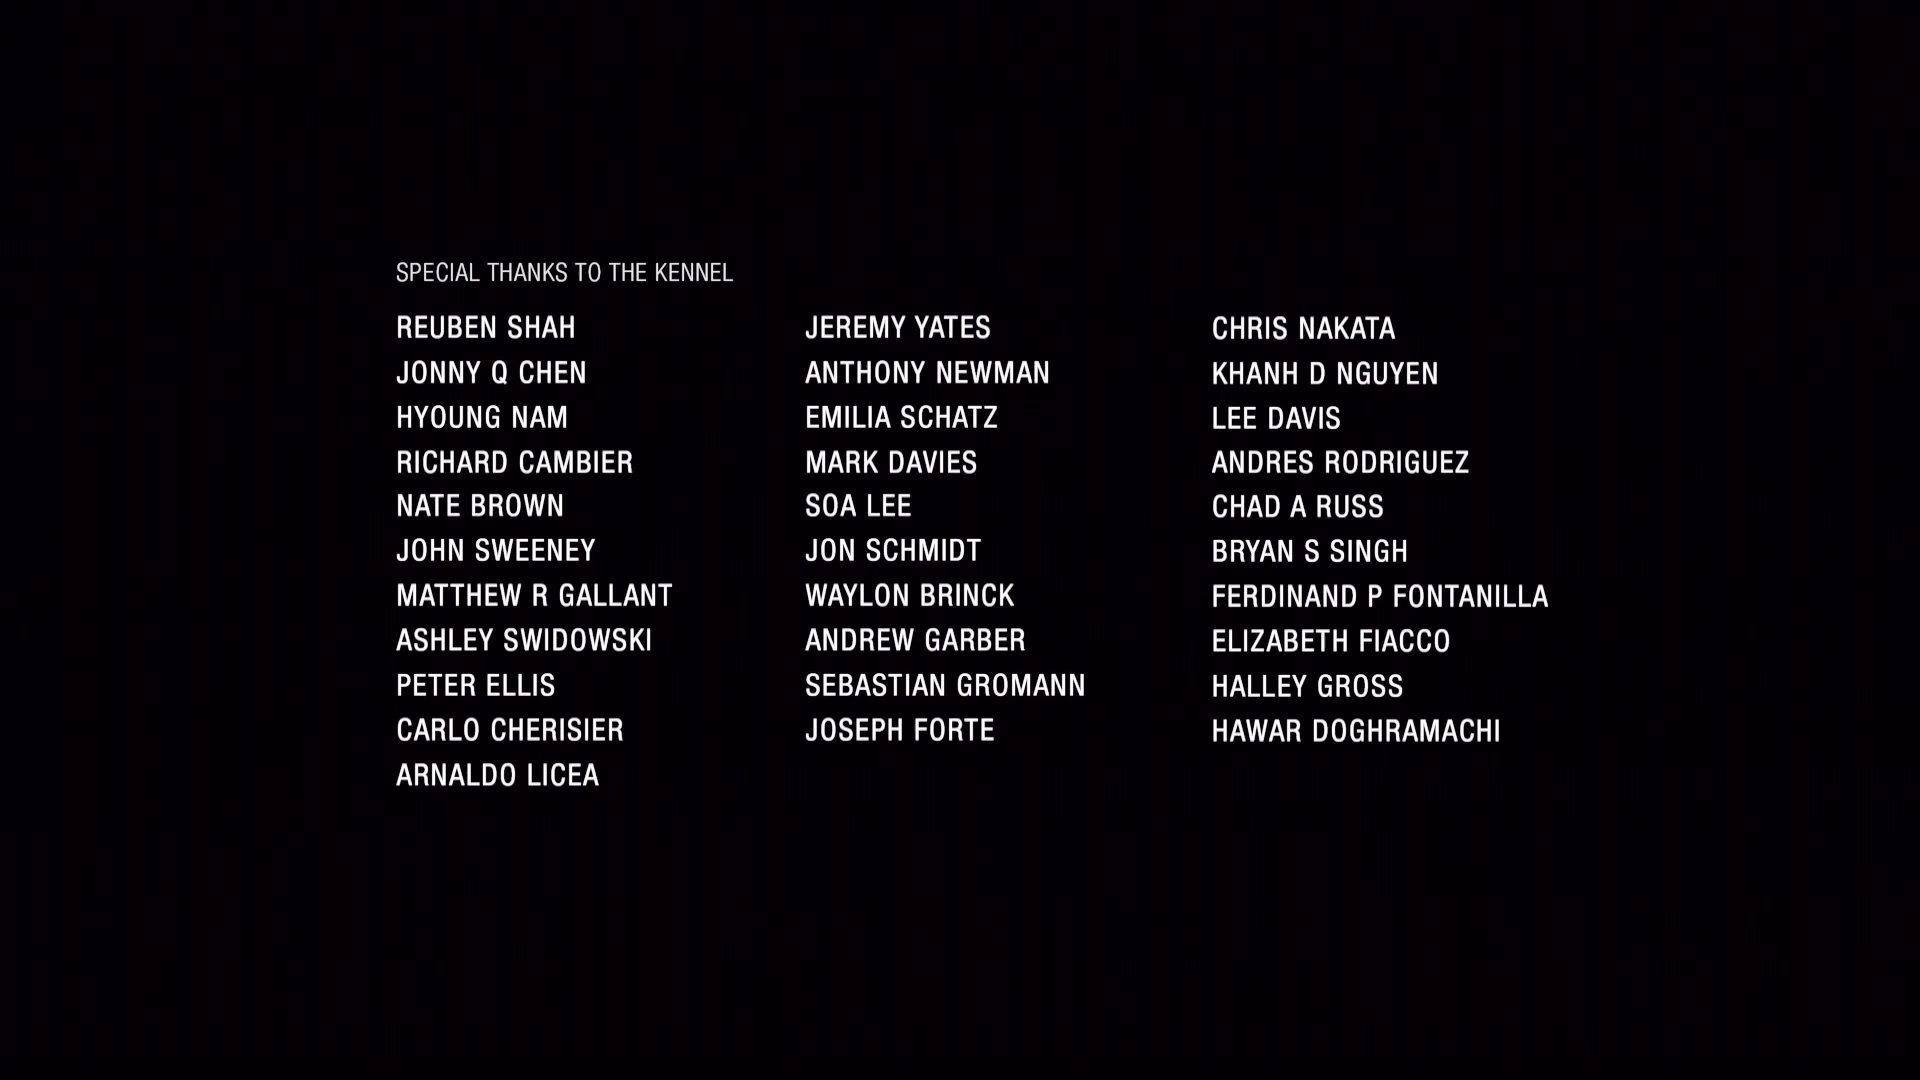 SPECIAL THANKS TO THE KENNEL
REUBEN SHAH
JONNY Q CHEN
HYOUNG NAM
RICHARD CAMBIER
NATE BROWN
JOHN SWEENEY
MATTHEW R GALLANT
ASHLEY SWIDOWSKI
PETER ELLIS
CARLO CHERISIER
ARNALDO LICEA
JEREMY YATES
ANTHONY NEWMAN
EMILIA SCHATZ
MARK DAVIES
SOA LEE
JON SCHMIDT
WAYLON BRINCK
ANDREW GARBER
SEBASTIAN GROMANN
JOSEPH FORTE
CHRIS NAKATA
KHANH D NGUYEN
LEE DAVIS
ANDRES RODRIGUEZ
CHAD A RUSS
BRYAN S SINGH
FERDINAND P FONTANILLA
ELIZABETH FIACCO
HALLEY GROSS
HAWAR DOGHRAMACHI